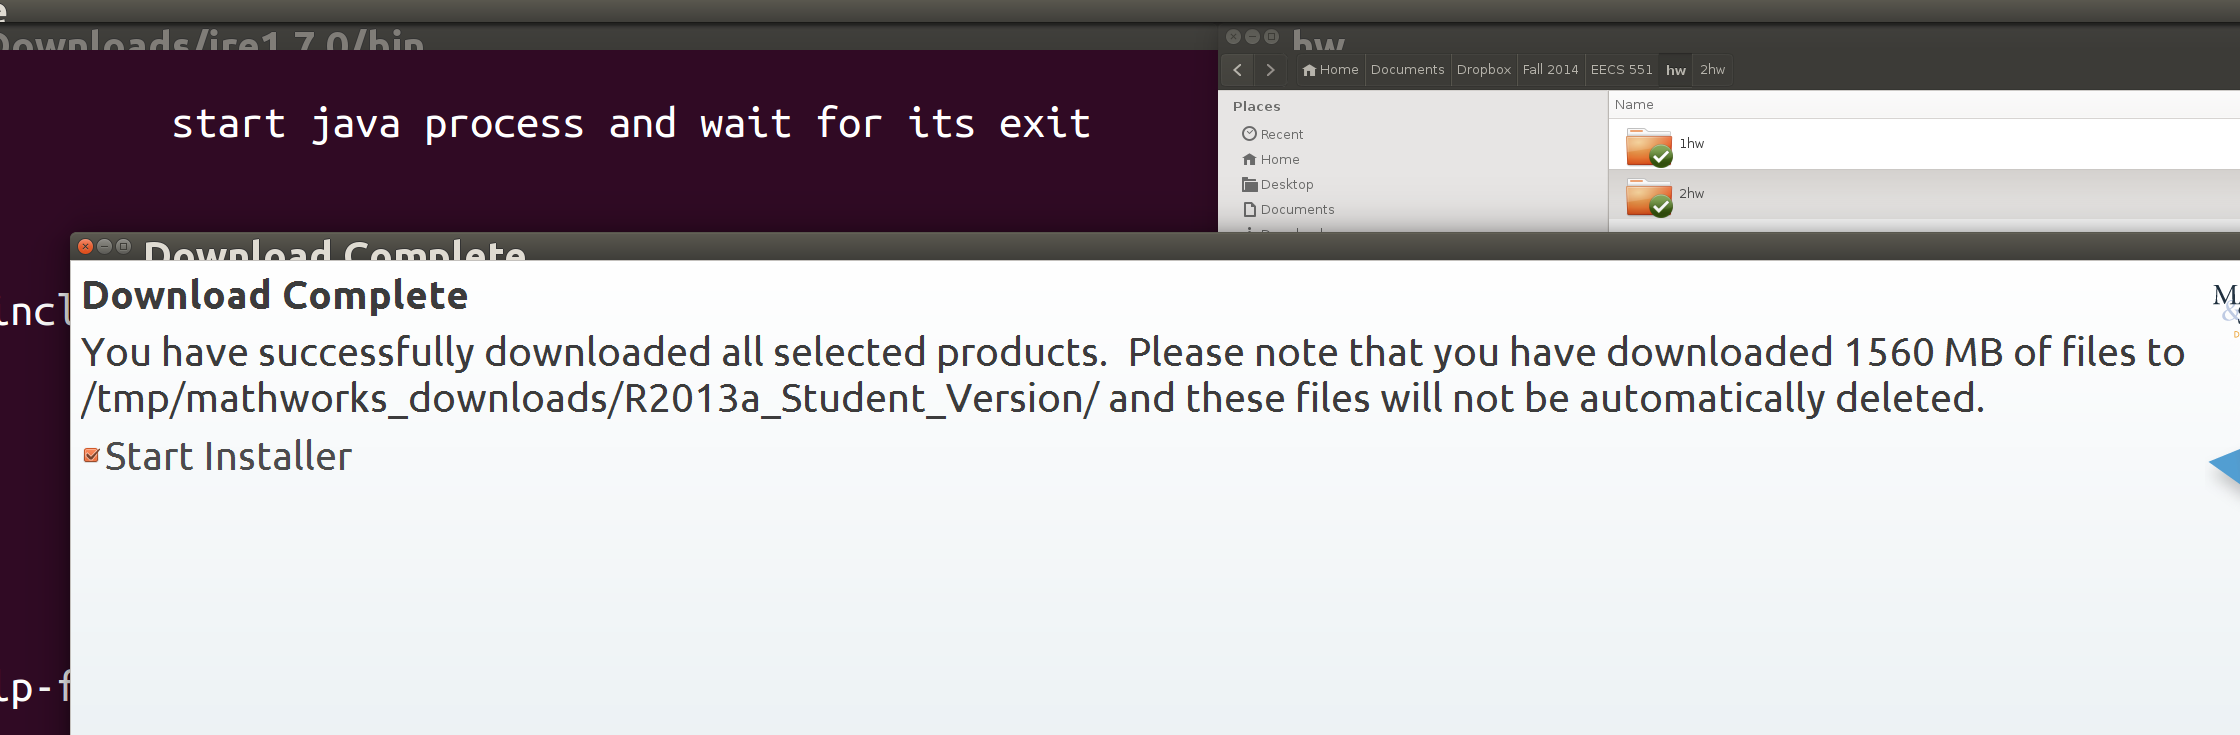 Downloads/jre1.7.0/bin
start java process and wait for its exit
hw
Home Documents Dropbox Fall 2014 EECS 551 hw 2hw
Places
Recent
Home
Desktop
Documents
Name
1hw
2hw
incl
lp-f
Download Complete
Download Complete
You have successfully downloaded all selected products.  Please note that you have downloaded 1560 MB of files to
/tmp/mathworks_downloads/R2013a_Student_Version/ and these files will not be automatically deleted.
Start Installer